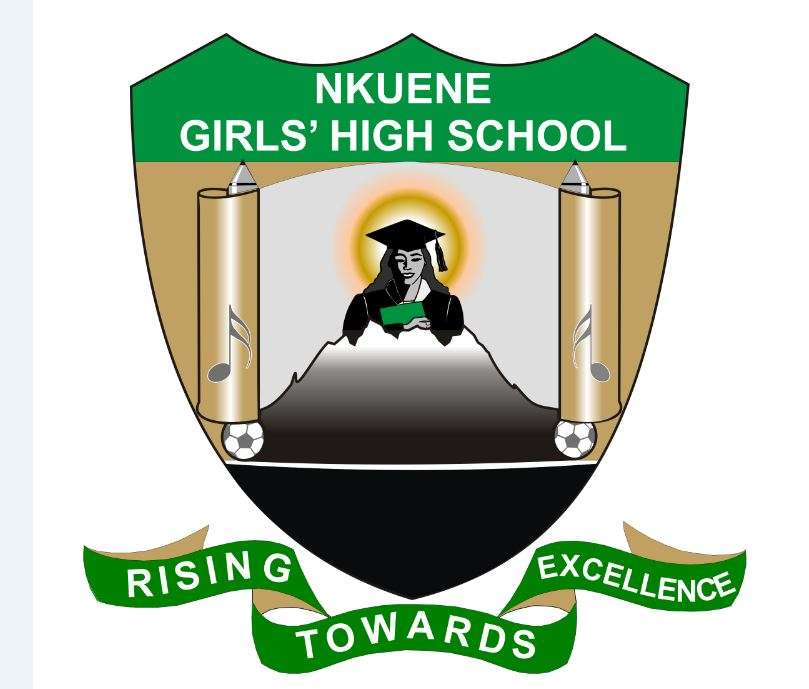 NKUENE
GIRLS’ HIGH SCHOOL
RISING
TOWARDS
EXCELLENCE